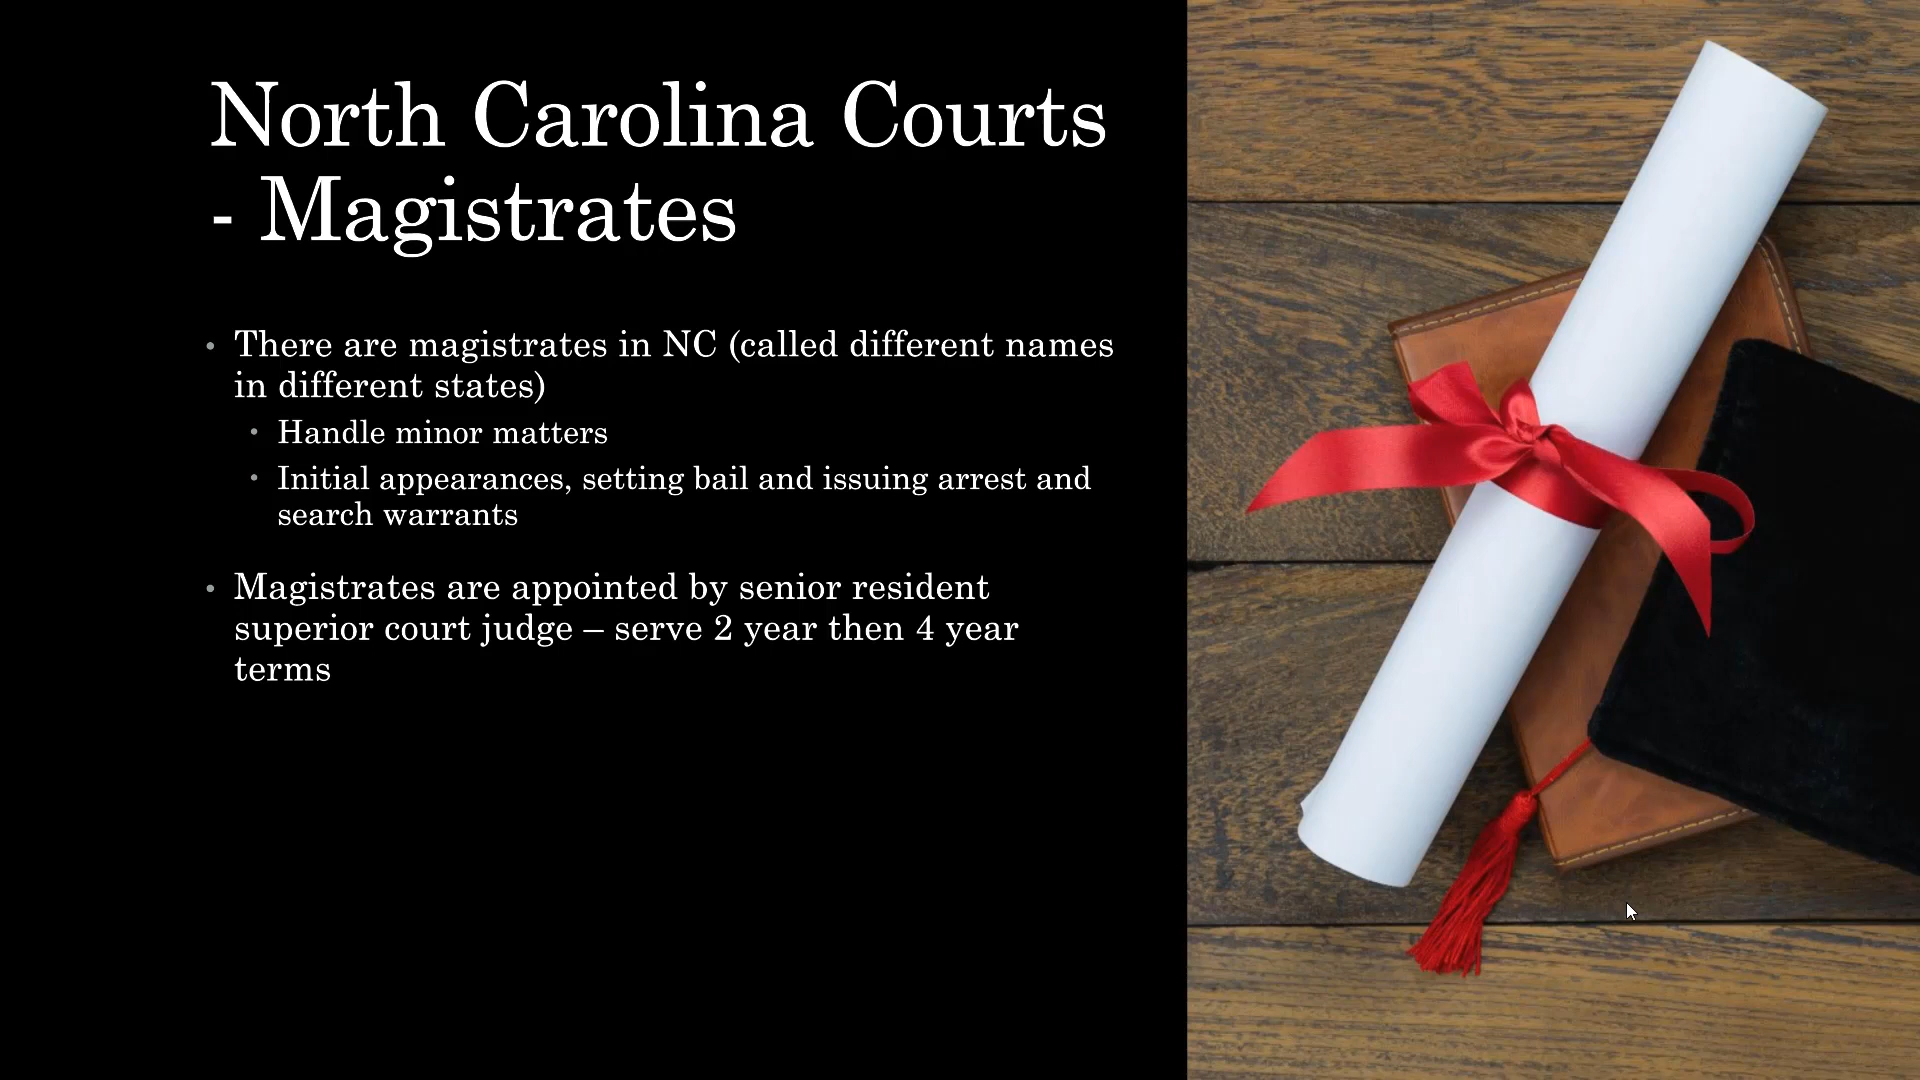 North Carolina Courts
- Magistrates
• There are magistrates in NC (called different names
in different states)
• Handle minor matters
• Initial appearances, setting bail and issuing arrest and
search warrants
• Magistrates are appointed by senior resident
superior court judge – serve 2 year then 4 year
terms